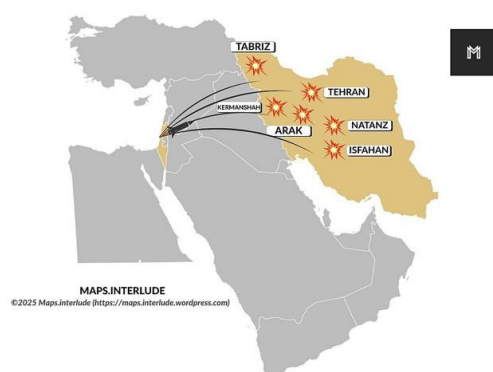 TABRIZ
TEHRAN
KERMANSHAH
ARAK
NATANZ
ISFAHAN
MAPS.INTERLUDE
©2025 Maps.interlude (https://maps.interlude.wordpress.com)